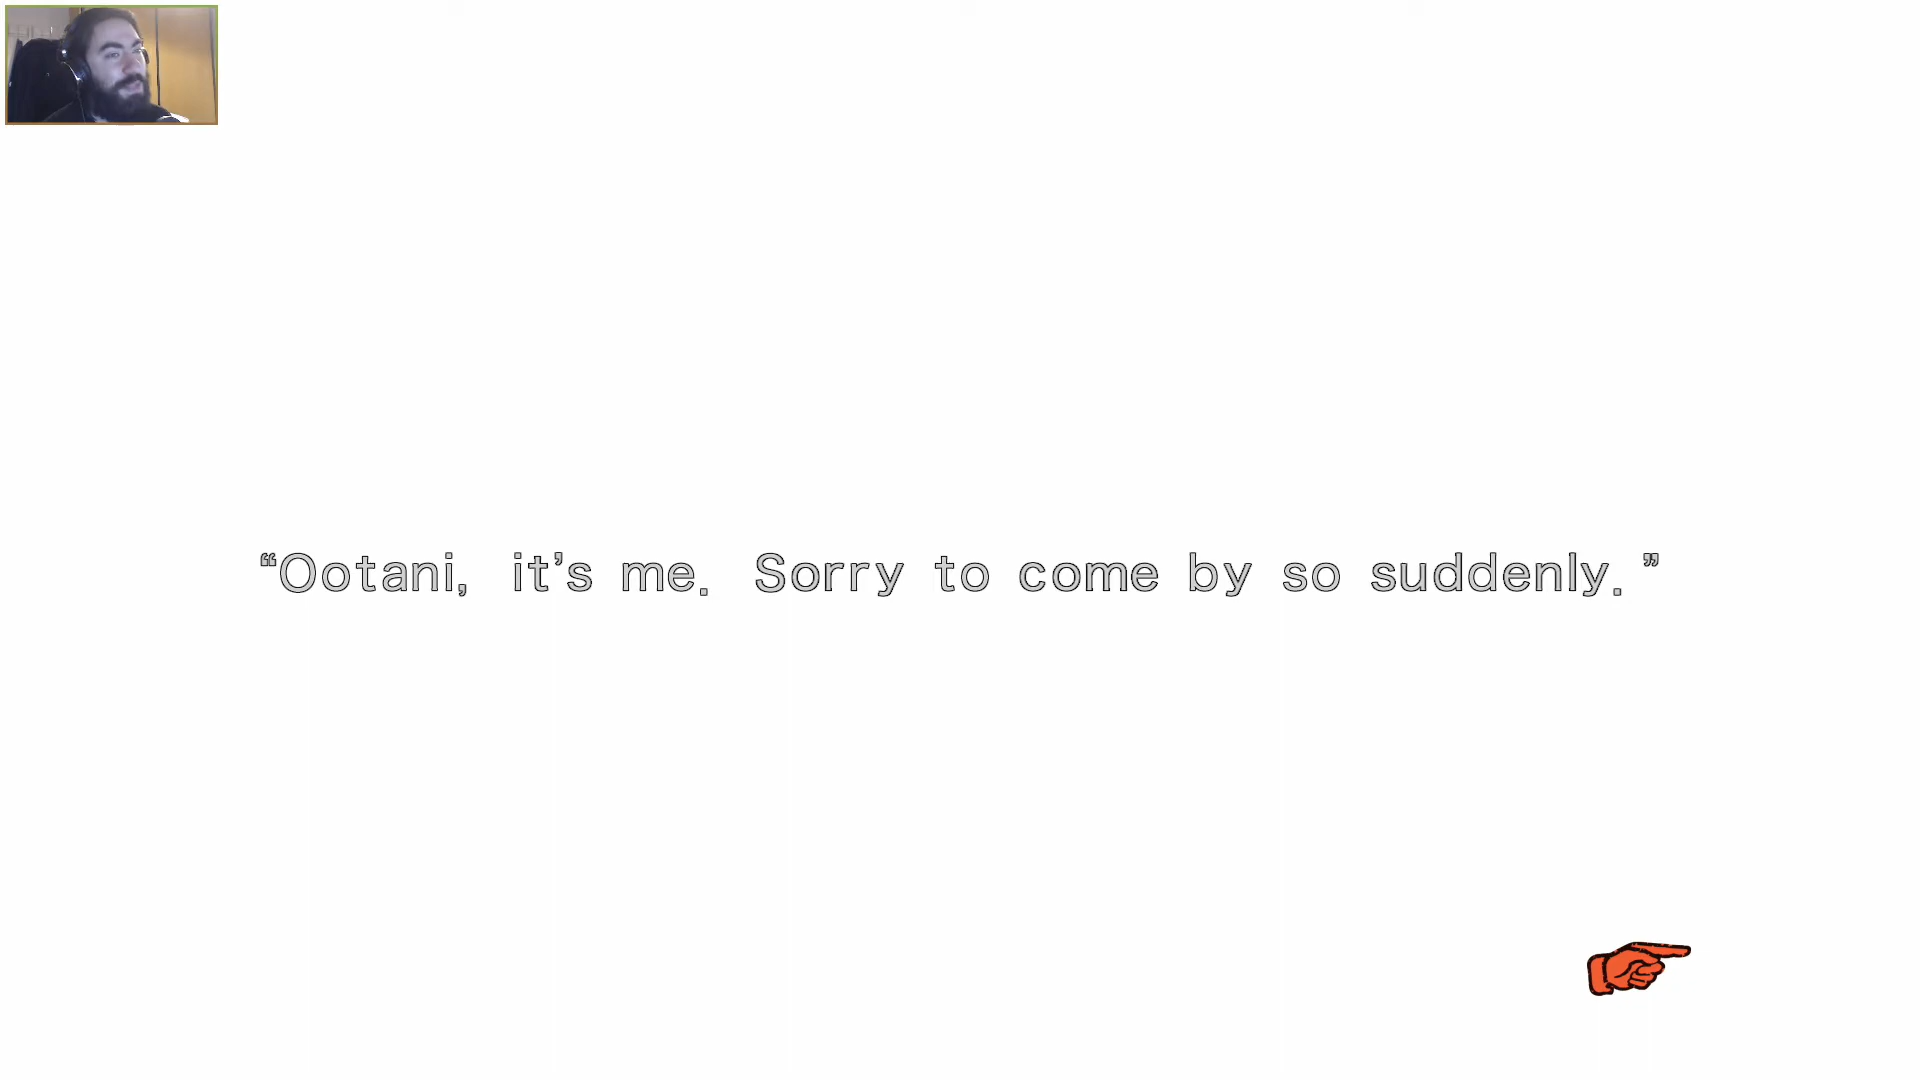 “Ootani, it’s me. Sorry to come by so suddenly.”